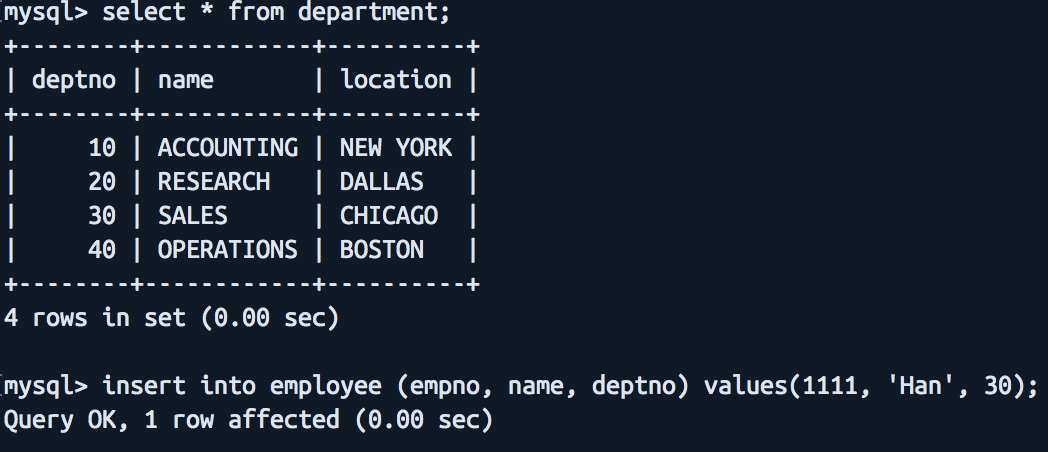 mysql> select * from department;
+--------+------------+----------+
| deptno | name       | location |
+--------+------------+----------+
|     10 | ACCOUNTING | NEW YORK |
|     20 | RESEARCH   | DALLAS   |
|     30 | SALES      | CHICAGO  |
|     40 | OPERATIONS | BOSTON   |
+--------+------------+----------+
4 rows in set (0.00 sec)
mysql> insert into employee (empno, name, deptno) values(1111, 'Han', 30);
Query OK, 1 row affected (0.00 sec)